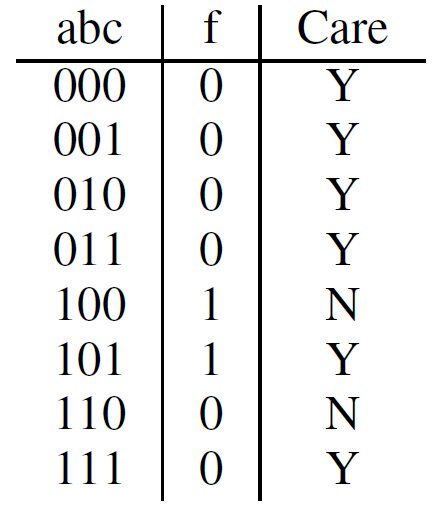 abc f Care
000 0 Y
001 0 Y
010 0 Y
011 0 Y
100 1 N
101 1 Y
110 0 N
111 0 Y